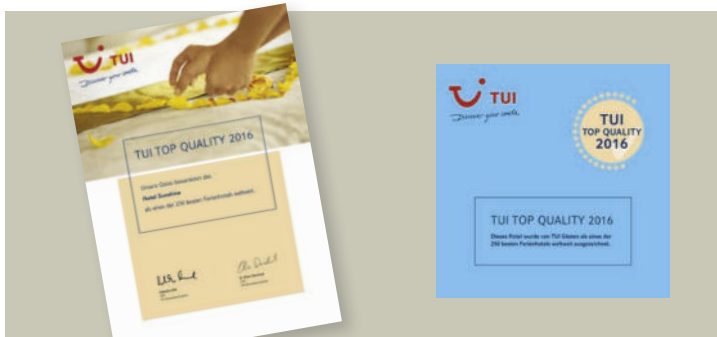 TUI
Discover your smile
TUI TOP QUALITY 2016
Unsere Gäste bewerteten das
Hotel Sunshine
als eines der 250 besten Ferienhotels weltweit.
TUI
Discover your smile
TUI
TOP QUALITY
2016
TUI TOP QUALITY 2016
Dieses Hotel wurde von TUI Gästen als eines der
250 besten Ferienhotels weltweit ausgezeichnet.